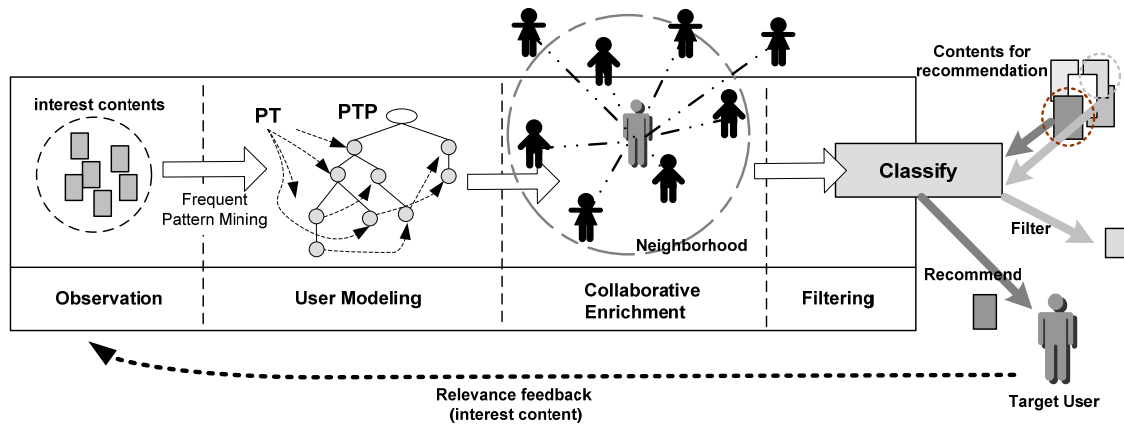 Contents for
recommendation
interest contents
PT
PTP
Frequent
Pattern Mining
Neighborhood
Classify
Filter
Recommend
Observation
User Modeling
Collaborative
Enrichment
Filtering
Relevance feedback
(interest content)
Target User